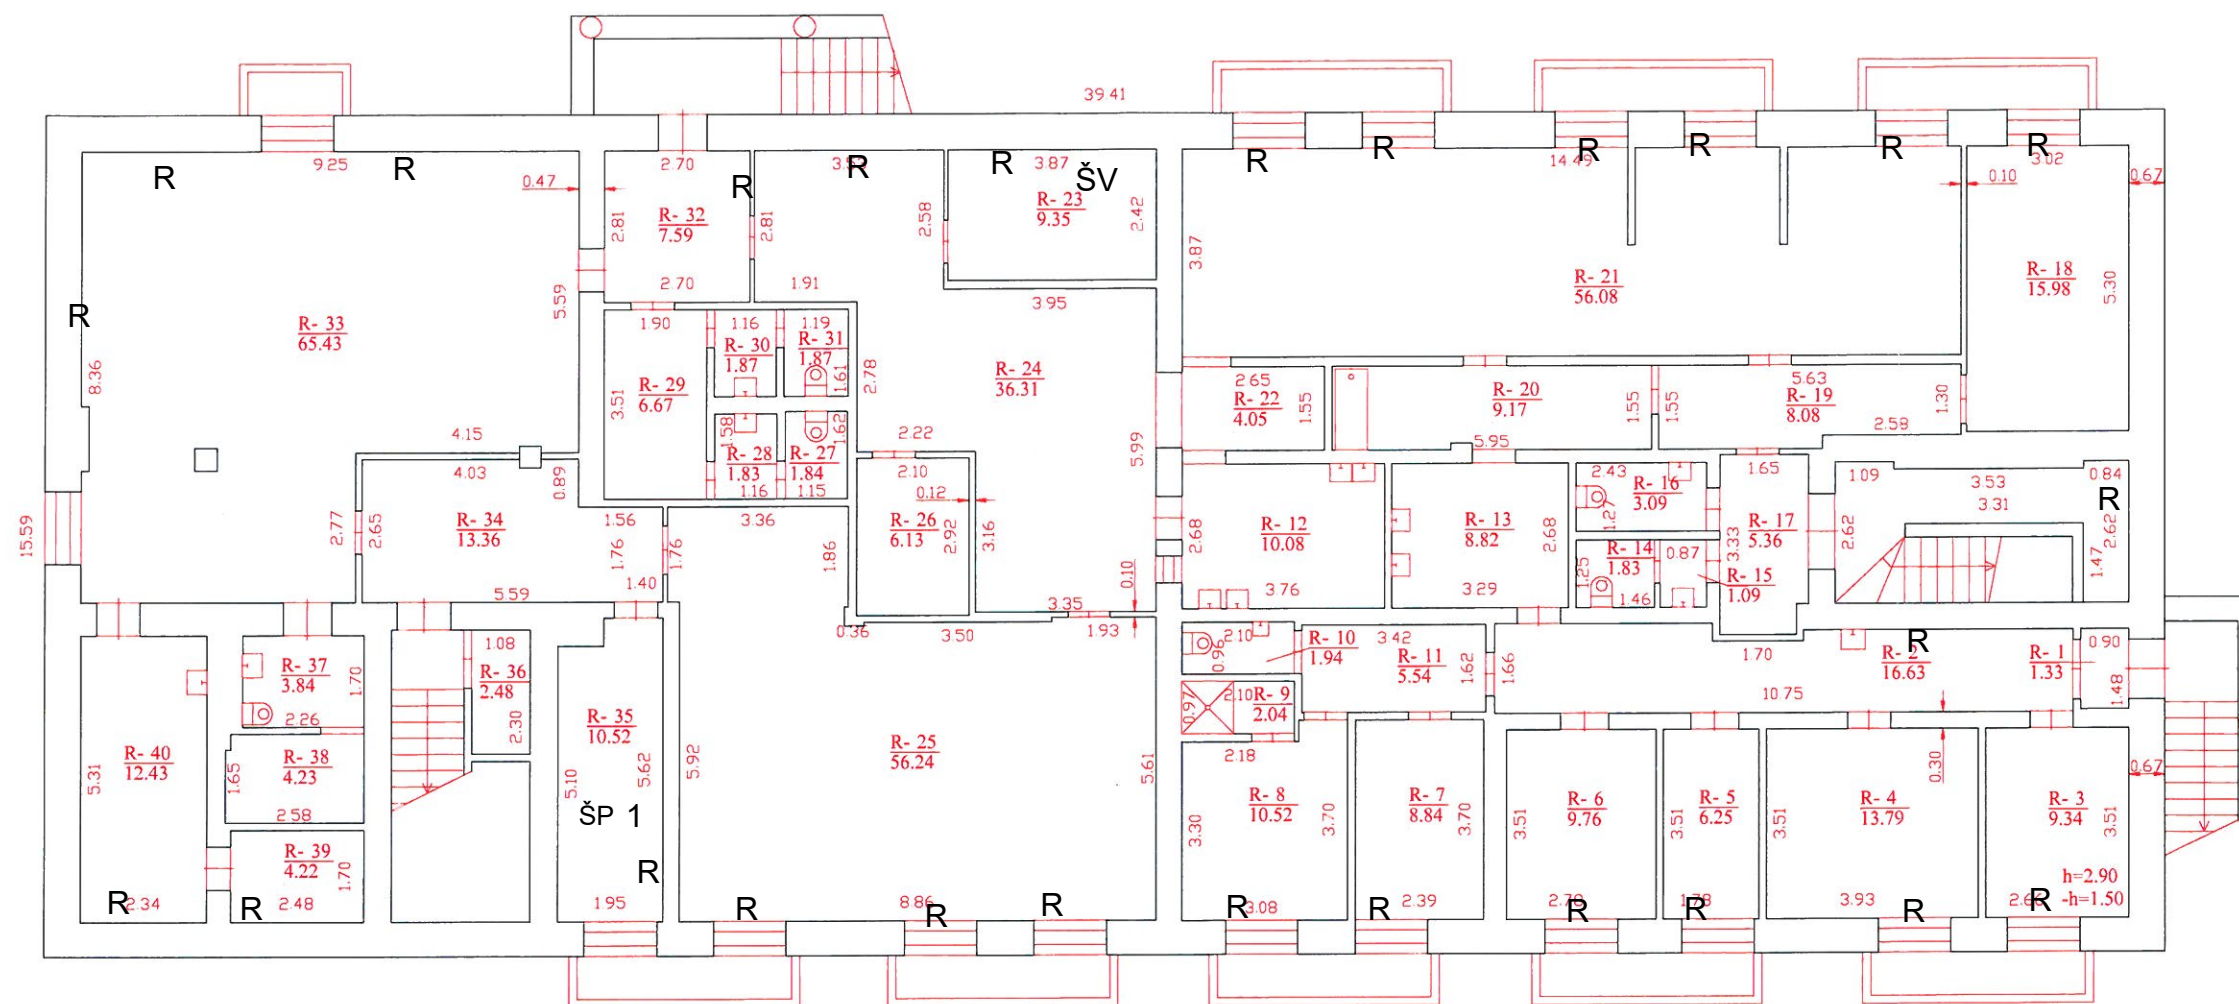 39.41
R
R
9.25
0.47
2.70
R
R
R
3.87
ŠV
R
R
14.49
R
R
R
R
3.02
0.10
0.67
R- 32
7.59
2.81
2.81
2.58
R- 23
9.35
2.42
3.87
R- 21
56.08
R- 18
15.98
5.30
R
R- 33
65.43
8.36
5.59
2.70
1.91
3.95
1.90
1.16
1.19
R- 30
1.87
R- 31
1.87
1.61
2.78
R- 24
36.31
R- 29
6.67
3.51
2.65
R- 22
4.05
1.55
R- 20
9.17
1.55
1.55
5.63
R- 19
8.08
1.30
2.58
4.15
4.03
0.89
1.58
R- 28
1.83
1.16
R- 27
1.84
1.62
1.15
2.22
2.10
0.12
5.99
5.95
2.43
R- 16
3.09
1.27
1.65
1.09
3.53
3.31
0.84
R
15.59
2.77
2.65
R- 34
13.36
1.56
1.76
1.40
1.76
3.36
1.86
R- 26
6.13
2.92
3.16
2.68
R- 12
10.08
3.76
R- 13
8.82
2.68
3.29
R- 14
1.83
1.25
1.46
0.87
R- 15
1.09
3.33
R- 17
5.36
2.62
1.47
2.62
5.59
0.10
3.35
0.36
3.50
1.93
2.10
0.96
R- 10
1.94
3.42
R- 11
5.54
1.62
1.66
1.70
R
R- 2
16.63
R- 1
1.33
0.90
1.48
10.75
1.08
R- 36
2.48
2.30
R- 37
3.84
1.70
2.26
0.97
2.10
R- 9
2.04
R- 35
10.52
5.10
5.62
5.92
R- 25
56.24
5.61
2.18
R- 40
12.43
5.31
R- 38
4.23
1.65
2.58
ŠP 1
R- 8
10.52
3.30
3.70
R- 7
8.84
3.70
3.51
R- 6
9.76
3.51
R- 5
6.25
3.51
R- 4
13.79
0.30
0.67
R- 3
9.34
3.51
R- 39
4.22
1.70
R
h=2.90
-h=1.50
R
2.34
R
2.48
1.95
R
8.86
R
R
R
3.08
R
2.39
R
R
3.93
R
R